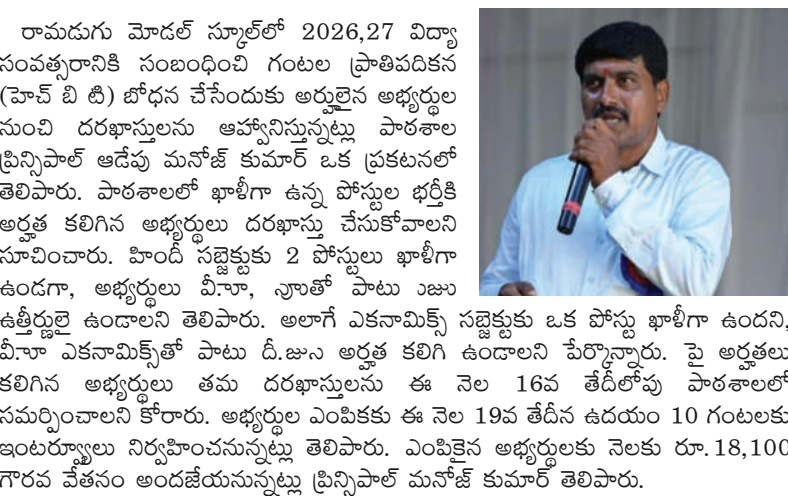 రామడుగు మోడల్ స్కూల్‌లో 2026,27 విద్యా
సంవత్సరానికి సంబంధించి గంటల ప్రాతిపదికన
(హెచ్ బి టి) బోధన చేసేందుకు అర్హులైన అభ్యర్థుల
నుంచి దరఖాస్తులను ఆహ్వానిస్తున్నట్లు పాఠశాల
ప్రిన్సిపాల్ ఆడేపు మనోజ్ కుమార్ ఒక ప్రకటనలో
తెలిపారు. పాఠశాలలో ఖాళీగా ఉన్న పోస్టుల భర్తీకి
అర్హత కలిగిన అభ్యర్థులు దరఖాస్తు చేసుకోవాలని
సూచించారు. హిందీ సబ్జెక్టుకు 2 పోస్టులు ఖాళీగా
ఉండగా, అభ్యర్థులు తో పాటు
ఉత్తీర్ణులై ఉండాలని తెలిపారు. అలాగే ఎకనామిక్స్ సబ్జెక్టుకు ఒక పోస్టు ఖాళీగా ఉందని,
ఎకనామిక్స్‌తో పాటు అర్హత కలిగి ఉండాలని పేర్కొన్నారు. పై అర్హతలు
కలిగిన అభ్యర్థులు తమ దరఖాస్తులను ఈ నెల 16వ తేదీలోపు పాఠశాలలో
సమర్పించాలని కోరారు. అభ్యర్థుల ఎంపికకు ఈ నెల 19వ తేదీన ఉదయం 10 గంటలకు
ఇంటర్వ్యూలు నిర్వహించనున్నట్లు తెలిపారు. ఎంపికైన అభ్యర్థులకు నెలకు రూ.18,100
గౌరవ వేతనం అందజేయనున్నట్లు ప్రిన్సిపాల్ మనోజ్ కుమార్ తెలిపారు.